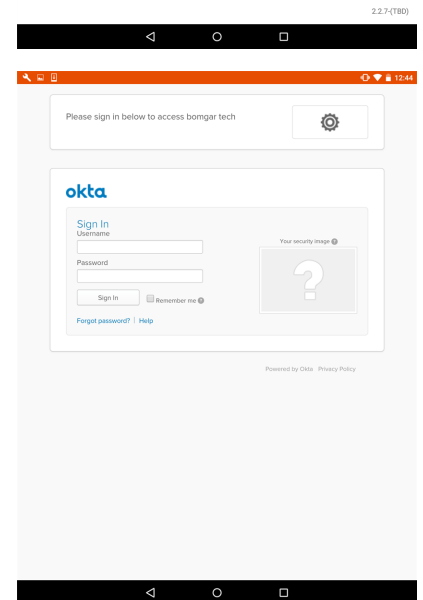 2.2.7-(TBD)
12:44
Please sign in below to access bomgar tech
okta
Sign In
Username
Your security image ?
Password
?
Sign In
Remember me ?
Forgot password? | Help
Powered by Okta Privacy Policy